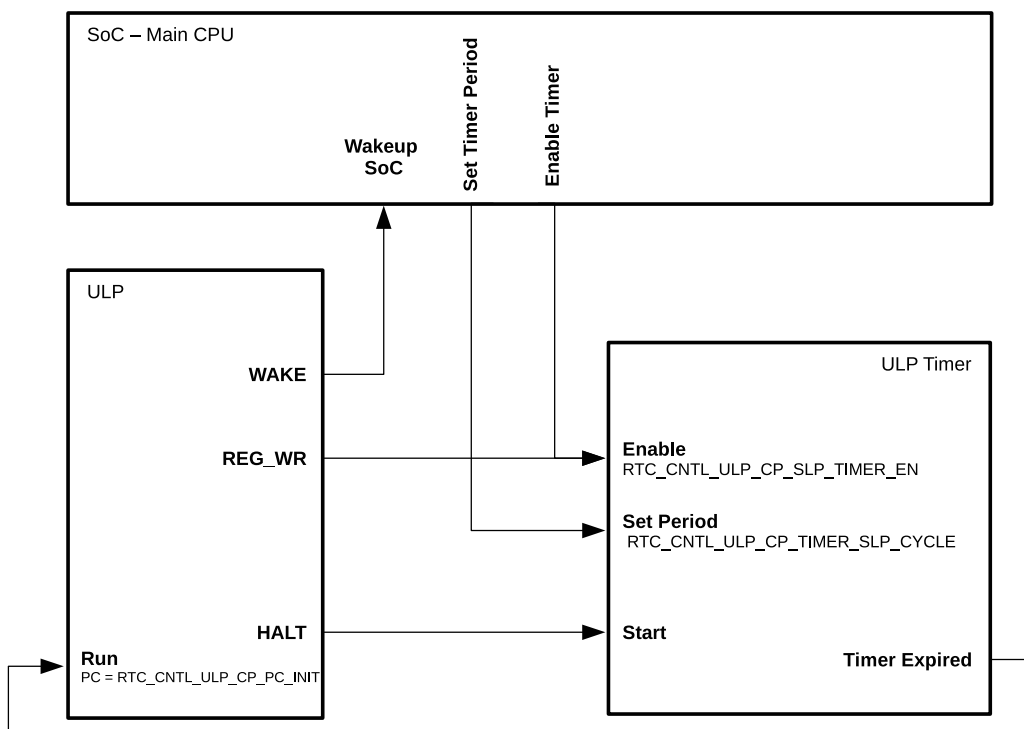 SoC – Main CPU
Wakeup
SoC
Set Timer Period
Enable Timer
ULP
WAKE
REG_WR
HALT
Run
PC = RTC_CNTL_ULP_CP_PC_INIT
ULP Timer
Enable
RTC_CNTL_ULP_CP_SLP_TIMER_EN
Set Period
RTC_CNTL_ULP_CP_TIMER_SLP_CYCLE
Start
Timer Expired